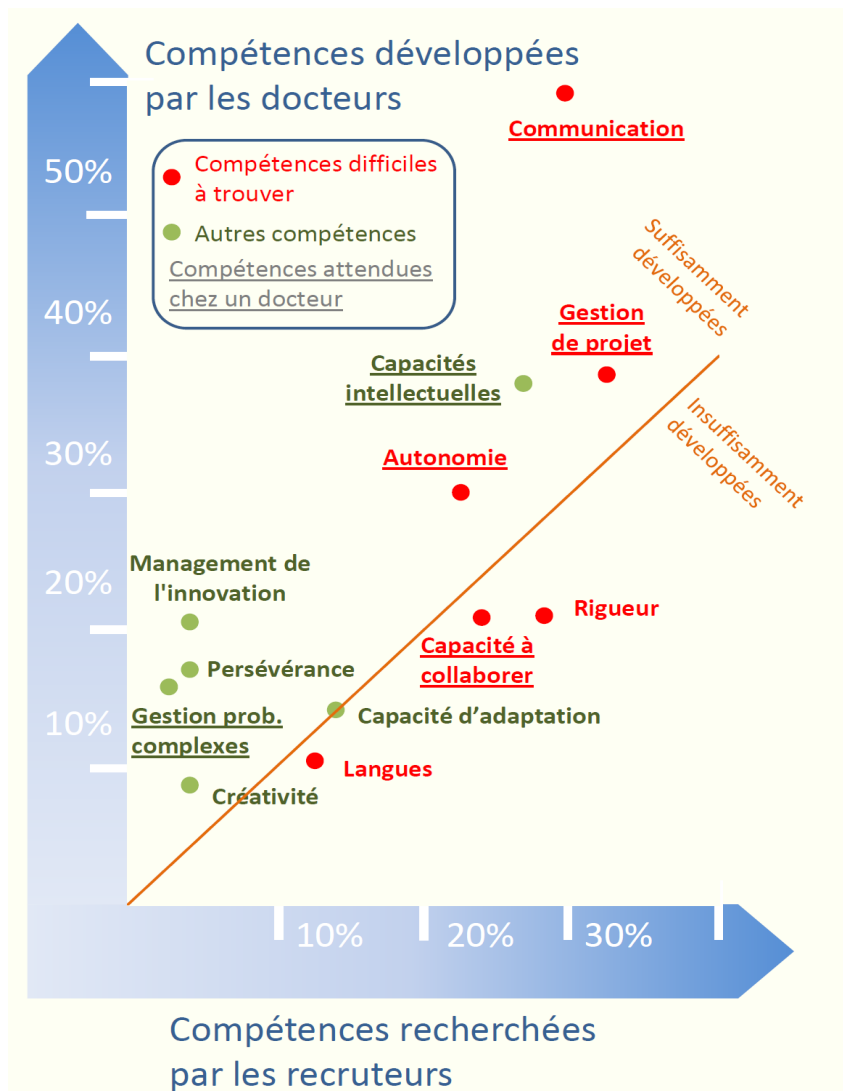 Compétences développées
par les docteurs
Communication
50%
Compétences difficiles
à trouver
Autres compétences
Compétences attendues
chez un docteur
Suffisamment
développées
40%
Gestion
de projet
Capacités
intellectuelles
Insuffisamment
développées
30%
Autonomie
Management de
l'innovation
20%
Rigueur
Capacité à
collaborer
Persévérance
Gestion prob.
complexes
10%
Capacité d’adaptation
Langues
Créativité
10%
20%
30%
Compétences recherchées
par les recruteurs